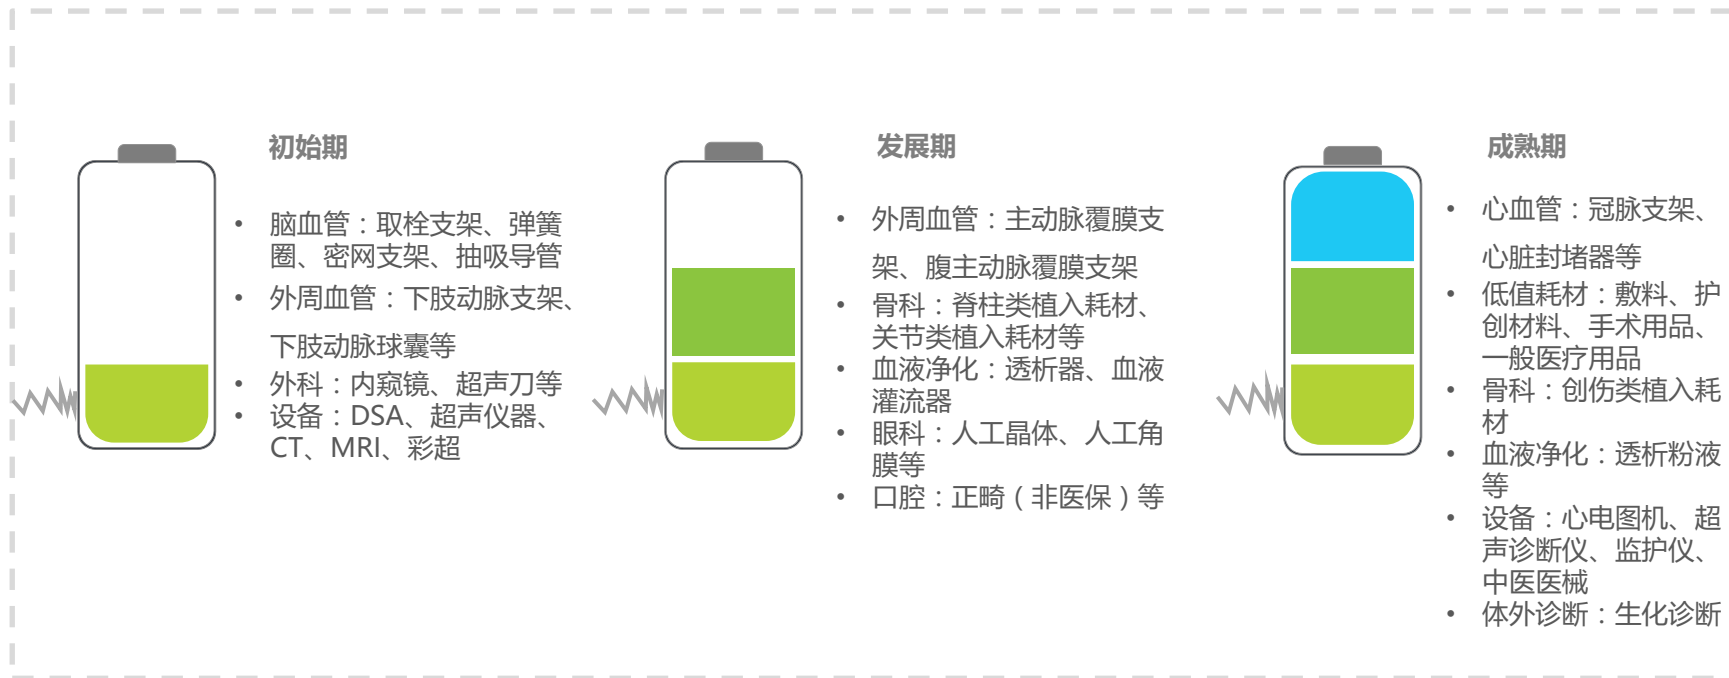 初始期
• 脑血管：取栓支架、弹簧
圈、密网支架、抽吸导管
• 外周血管：下肢动脉支架、
下肢动脉球囊等
• 外科：内窥镜、超声刀等
• 设备：DSA、超声仪器、
CT、MRI、彩超
发展期
• 外周血管：主动脉覆膜支
架、腹主动脉覆膜支架
• 骨科：脊柱类植入耗材、
关节类植入耗材等
• 血液净化：透析器、血液
灌流器
• 眼科：人工晶体、人工角
膜等
• 口腔：正畸（非医保）等
成熟期
• 心血管：冠脉支架、
心脏封堵器等
• 低值耗材：敷料、护
创材料、手术用品、
一般医疗用品
• 骨科：创伤类植入耗
材
• 血液净化：透析粉液
等
• 设备：心电图机、超
声诊断仪、监护仪、
中医医械
• 体外诊断：生化诊断